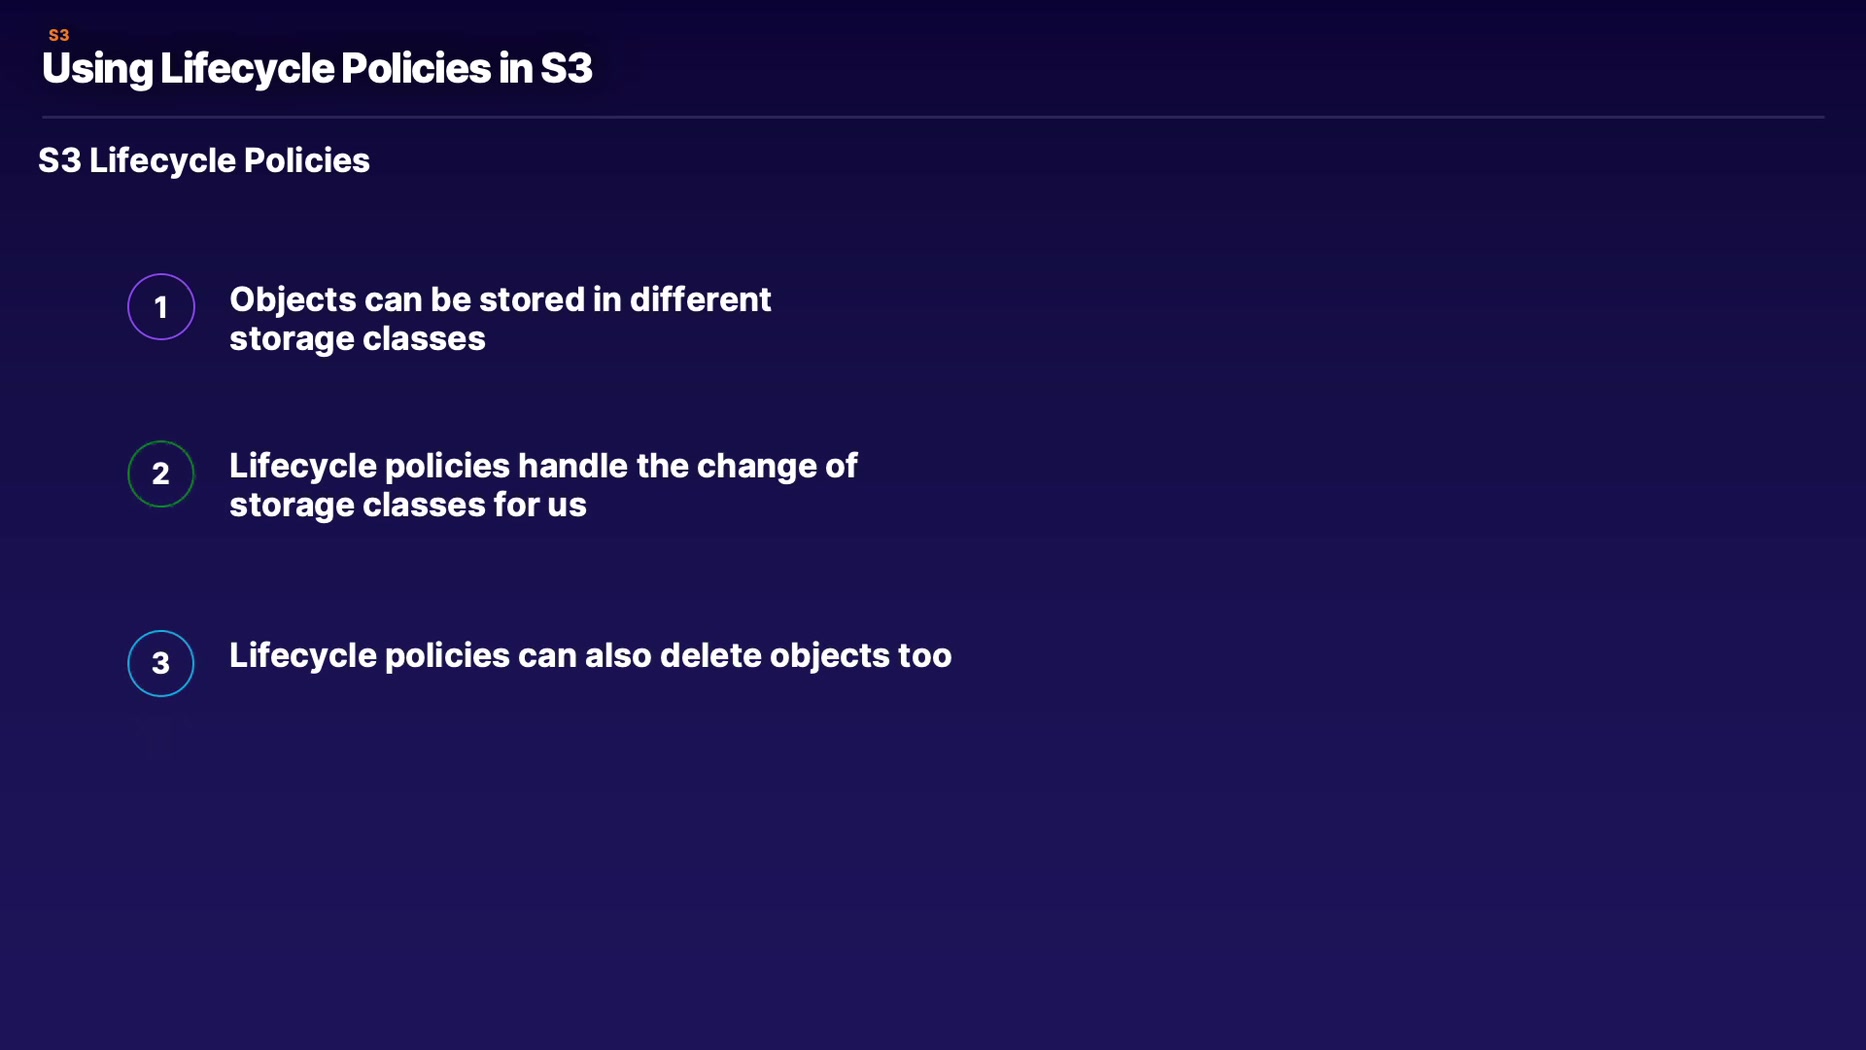 S3
Using Lifecycle Policies in S3
S3 Lifecycle Policies
1
Objects can be stored in different
storage classes
2
Lifecycle policies handle the change of
storage classes for us
3
Lifecycle policies can also delete objects too